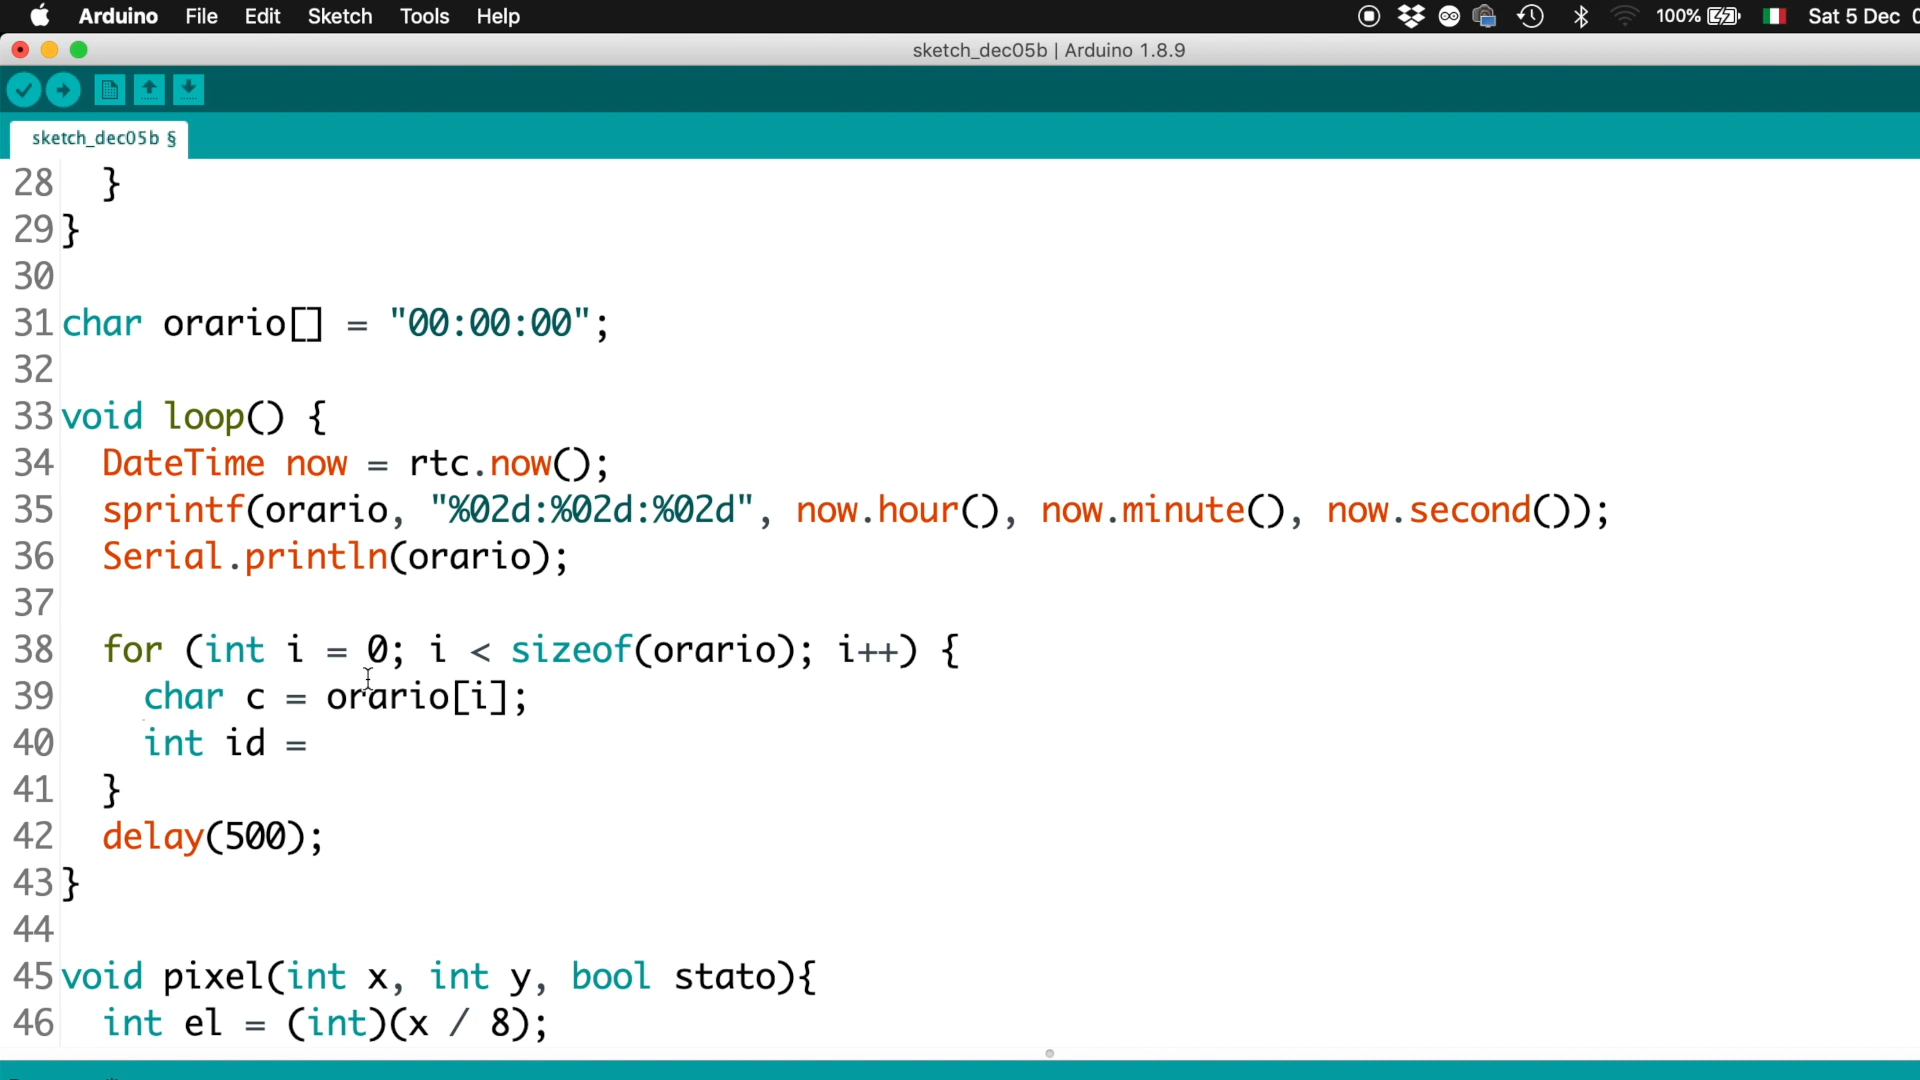 Arduino File Edit Sketch Tools Help 100% Sat 5 Dec
sketch_dec05b | Arduino 1.8.9
sketch_dec05b §
28 }
29 }
30
31 char orario[] = "00:00:00";
32
33 void loop() {
34 DateTime now = rtc.now();
35 sprintf(orario, "%02d:%02d:%02d", now.hour(), now.minute(), now.second());
36 Serial.println(orario);
37
38 for (int i = 0; i < sizeof(orario); i++) {
39 char c = orario[i];
40 int id =
41 }
42 delay(500);
43 }
44
45 void pixel(int x, int y, bool stato){
46 int el = (int)(x / 8);